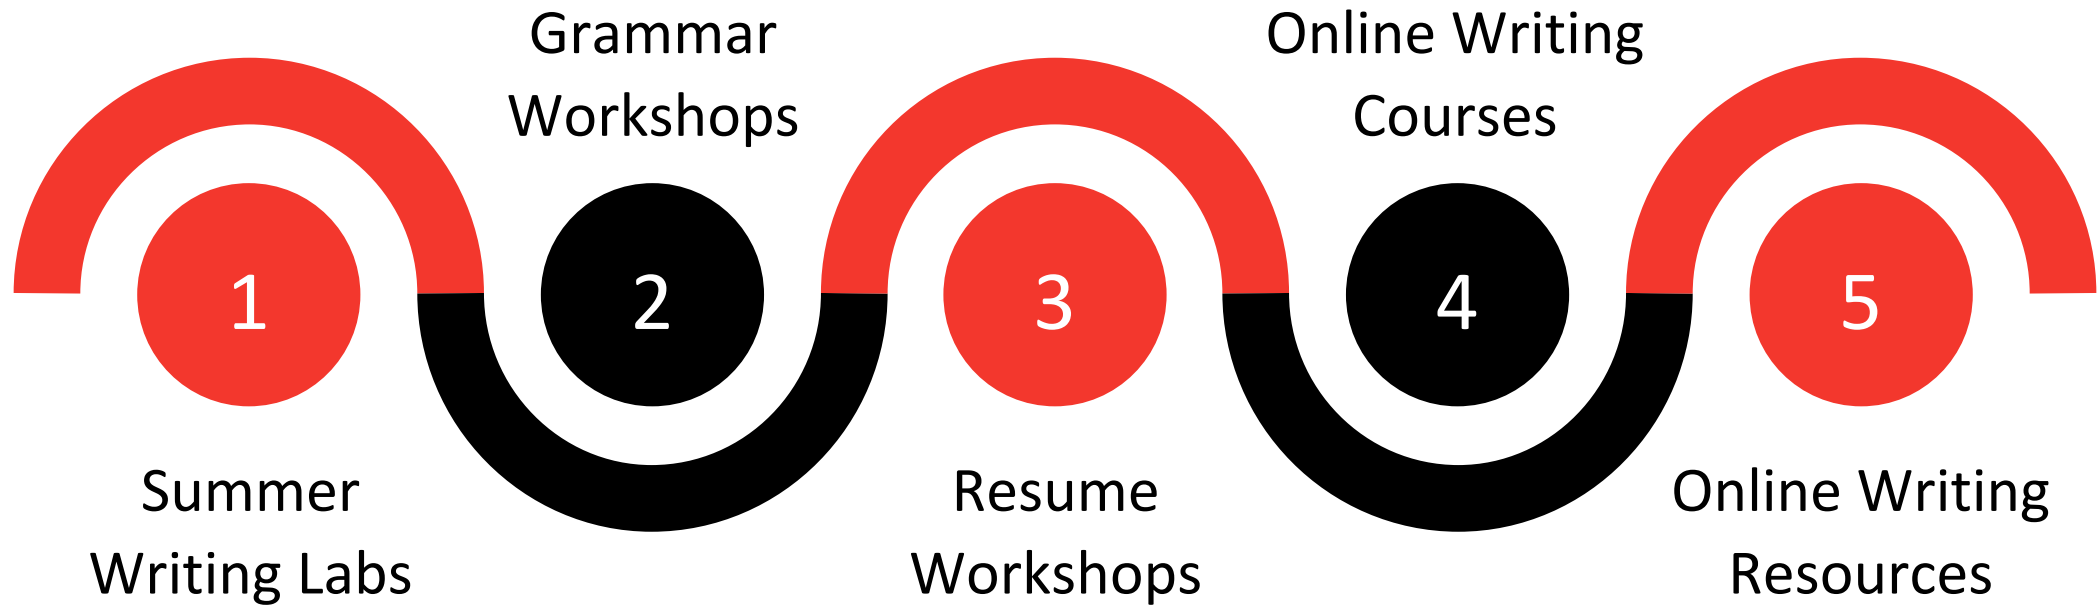 1
Summer
Writing Labs
Grammar
Workshops
2
3
Resume
Workshops
Online Writing
Courses
4
5
Online Writing
Resources